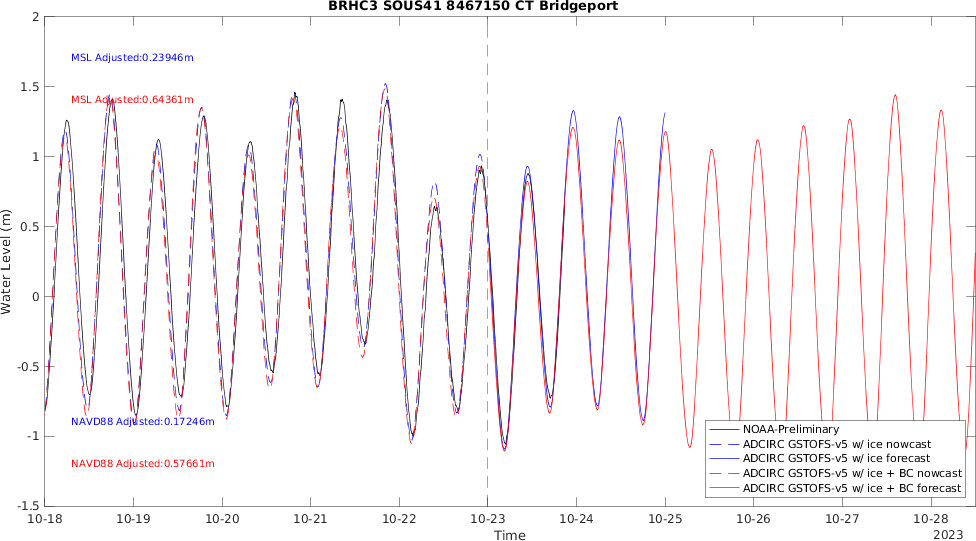 BRHC3 SOUS41 8467150 CT Bridgeport
2
MSL Adjusted:0.23946m
1.5
MSL Adjusted:0.64361m
1
0.5
Water Level (m)
0
-0.5
NAVD88 Adjusted:0.17246m
-1
NAVD88 Adjusted:0.57661m
-1.5
NOAA-Preliminary
ADCIRC GSTOFS-v5 w/ ice nowcast
ADCIRC GSTOFS-v5 w/ ice forecast
ADCIRC GSTOFS-v5 w/ ice + BC nowcast
ADCIRC GSTOFS-v5 w/ ice + BC forecast
10-18 10-19 10-20 10-21 10-22 10-23 10-24 10-25 10-26 10-27 10-28
Time
2023